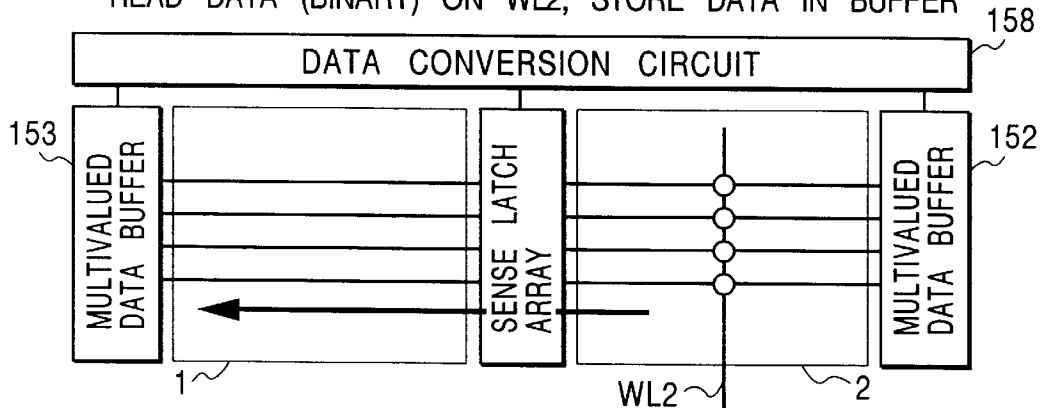 READ DATA (BINARY) ON WL2, STORE DATA IN BUFFER
158
DATA CONVERSION CIRCUIT
153
MULTIVALUED
DATA BUFFER
SENSE LATCH
ARRAY
152
MULTIVALUED
DATA BUFFER
1
WL2
2